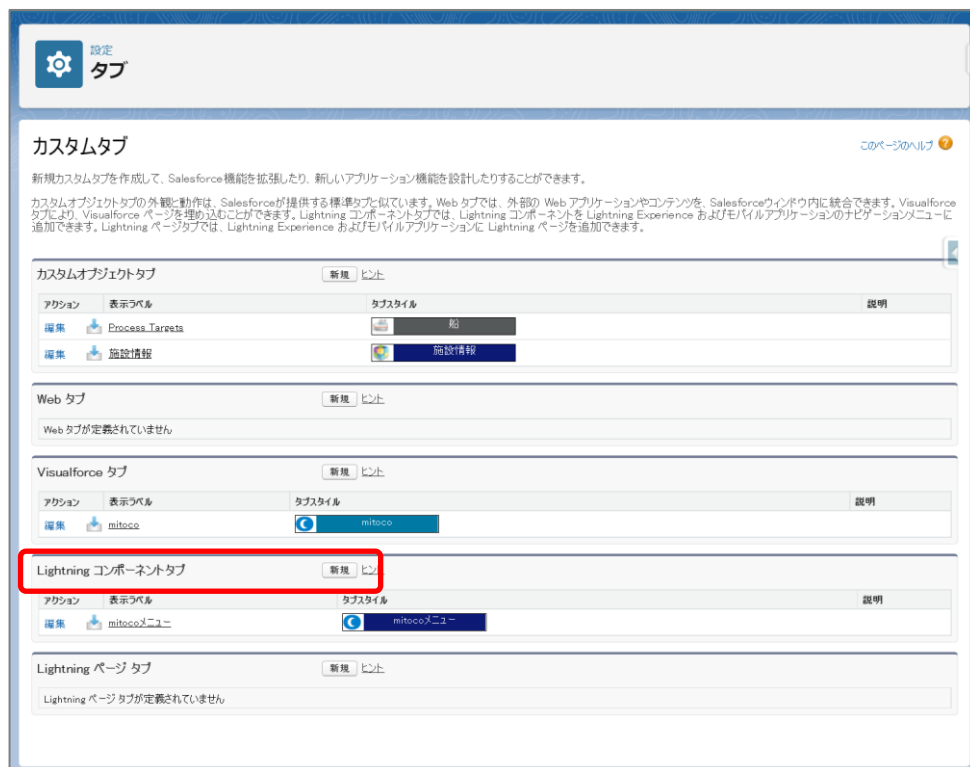 設定
タブ
カスタムタブ
このページのヘルプ ?
新規カスタムタブを作成して、Salesforce 機能を拡張したり、新しいアプリケーション機能を設計したりすることができます。
カスタムオブジェクトタブの外観と動作は、Salesforceが提供する標準タブと似ています。Web タブでは、外部の Web アプリケーションやコンテンツを、Salesforceウィンドウ内に統合できます。Visualforce
タブにより、Visualforce ページを埋め込むことができます。Lightning コンポーネントタブでは、Lightning コンポーネントを Lightning Experience およびモバイルアプリケーションのナビゲーションメニューに
追加できます。Lightning ページタブでは、Lightning Experience およびモバイルアプリケーションに Lightning ページを追加できます。
カスタムオブジェクトタブ 新規 ヒント
アクション 表示ラベル タブスタイル 説明
編集 Process Targets 船
編集 施設情報 施設情報
Web タブ 新規 ヒント
Web タブが定義されていません
Visualforce タブ 新規 ヒント
アクション 表示ラベル タブスタイル 説明
編集 mitoco mitoco
Lightning コンポーネントタブ 新規 ヒント
アクション 表示ラベル タブスタイル 説明
編集 mitocoメニュー mitocoメニュー
Lightning ページ タブ 新規 ヒント
Lightning ページ タブが定義されていません